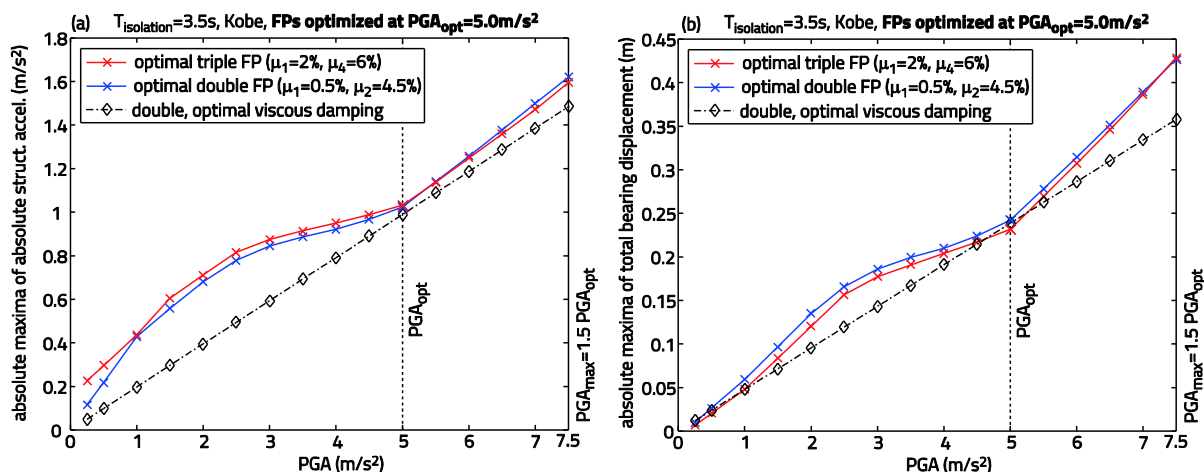 (a) T_isolation=3.5s, Kobe, FPs optimized at PGA_opt=5.0m/s²
absolute maxima of absolute struct. accel. (m/s²)
1.8
1.6
1.4
1.2
1
0.8
0.6
0.4
0.2
0
optimal triple FP (μ₁=2%, μ₄=6%)
optimal double FP (μ₁=0.5%, μ₂=4.5%)
double, optimal viscous damping
PGA_opt
PGA_max=1.5 PGA_opt
0 1 2 3 4 5 6 7 7.5
PGA (m/s²)
(b) T_isolation=3.5s, Kobe, FPs optimized at PGA_opt=5.0m/s²
absolute maxima of total bearing displacement (m)
0.45
0.40
0.35
0.30
0.25
0.20
0.15
0.10
0.05
0
optimal triple FP (μ₁=2%, μ₄=6%)
optimal double FP (μ₁=0.5%, μ₂=4.5%)
double, optimal viscous damping
PGA_opt
PGA_max=1.5 PGA_opt
0 1 2 3 4 5 6 7 7.5
PGA (m/s²)